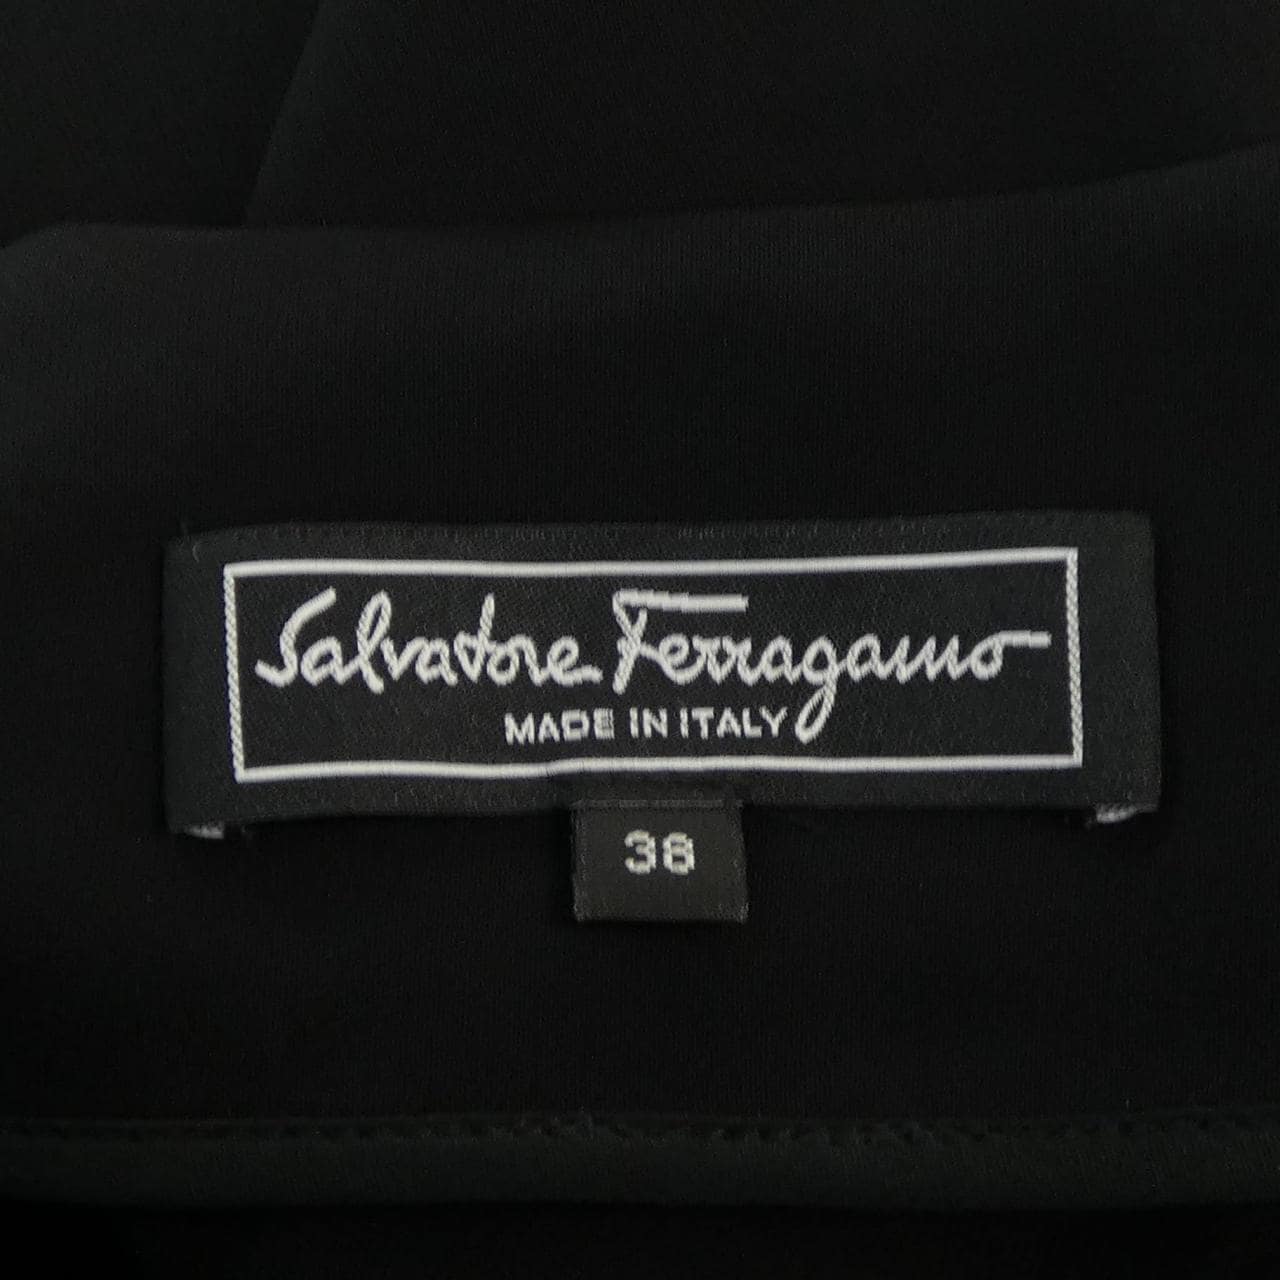 Salvatore Ferragamo
MADE IN ITALY
38